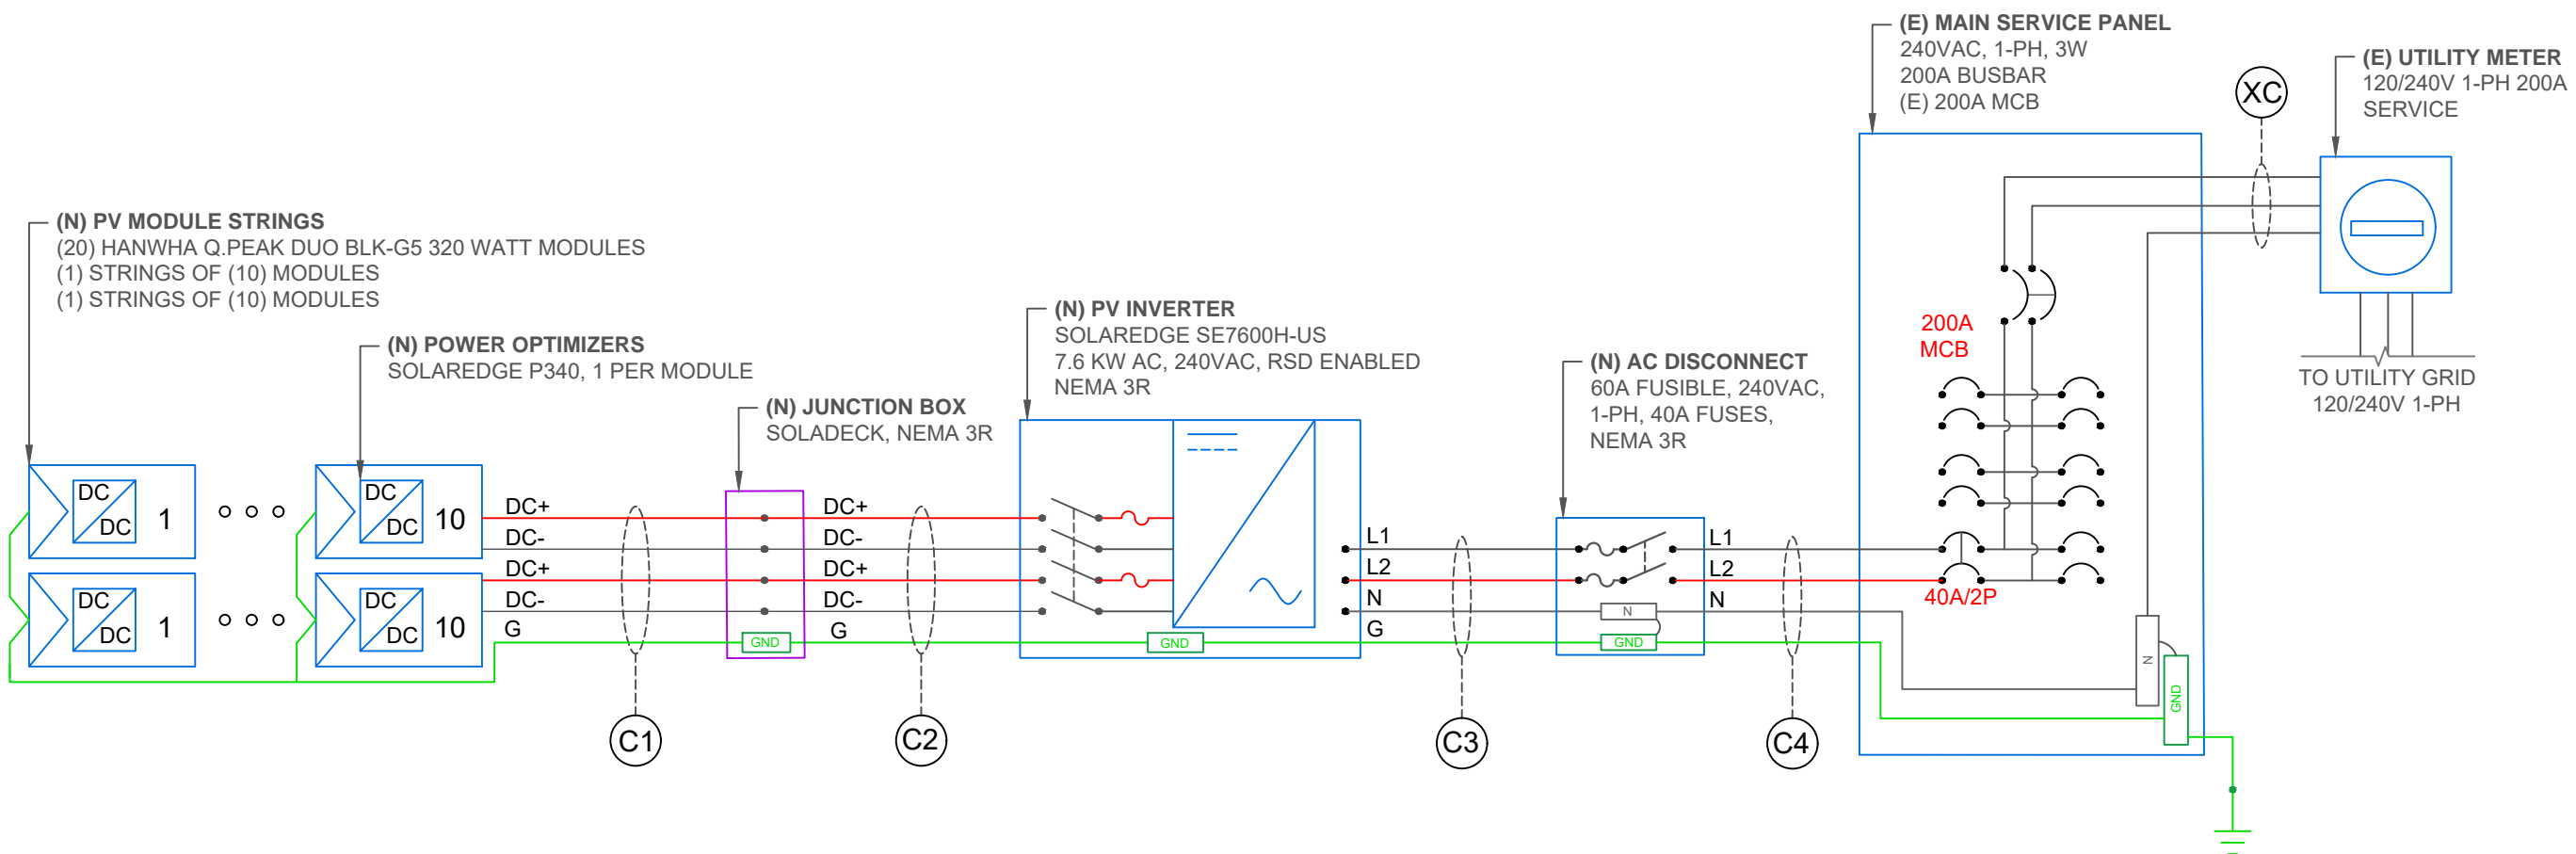 (E) MAIN SERVICE PANEL
240VAC, 1-PH, 3W
200A BUSBAR
(E) 200A MCB
(E) UTILITY METER
120/240V 1-PH 200A
SERVICE
XC
(N) PV MODULE STRINGS
(20) HANWHA Q.PEAK DUO BLK-G5 320 WATT MODULES
(1) STRINGS OF (10) MODULES
(1) STRINGS OF (10) MODULES
(N) POWER OPTIMIZERS
SOLAREDGE P340, 1 PER MODULE
(N) JUNCTION BOX
SOLADECK, NEMA 3R
(N) PV INVERTER
SOLAREDGE SE7600H-US
7.6 KW AC, 240VAC, RSD ENABLED
NEMA 3R
(N) AC DISCONNECT
60A FUSIBLE, 240VAC,
1-PH, 40A FUSES,
NEMA 3R
200A
MCB
TO UTILITY GRID
120/240V 1-PH
DC
DC
1
DC
DC
10
DC
DC
1
DC
DC
10
DC+
DC-
DC+
DC-
G
GND
DC+
DC-
DC+
DC-
G
GND
L1
L2
N
G
N
GND
L1
L2
N
40A/2P
N
GND
C1
C2
C3
C4